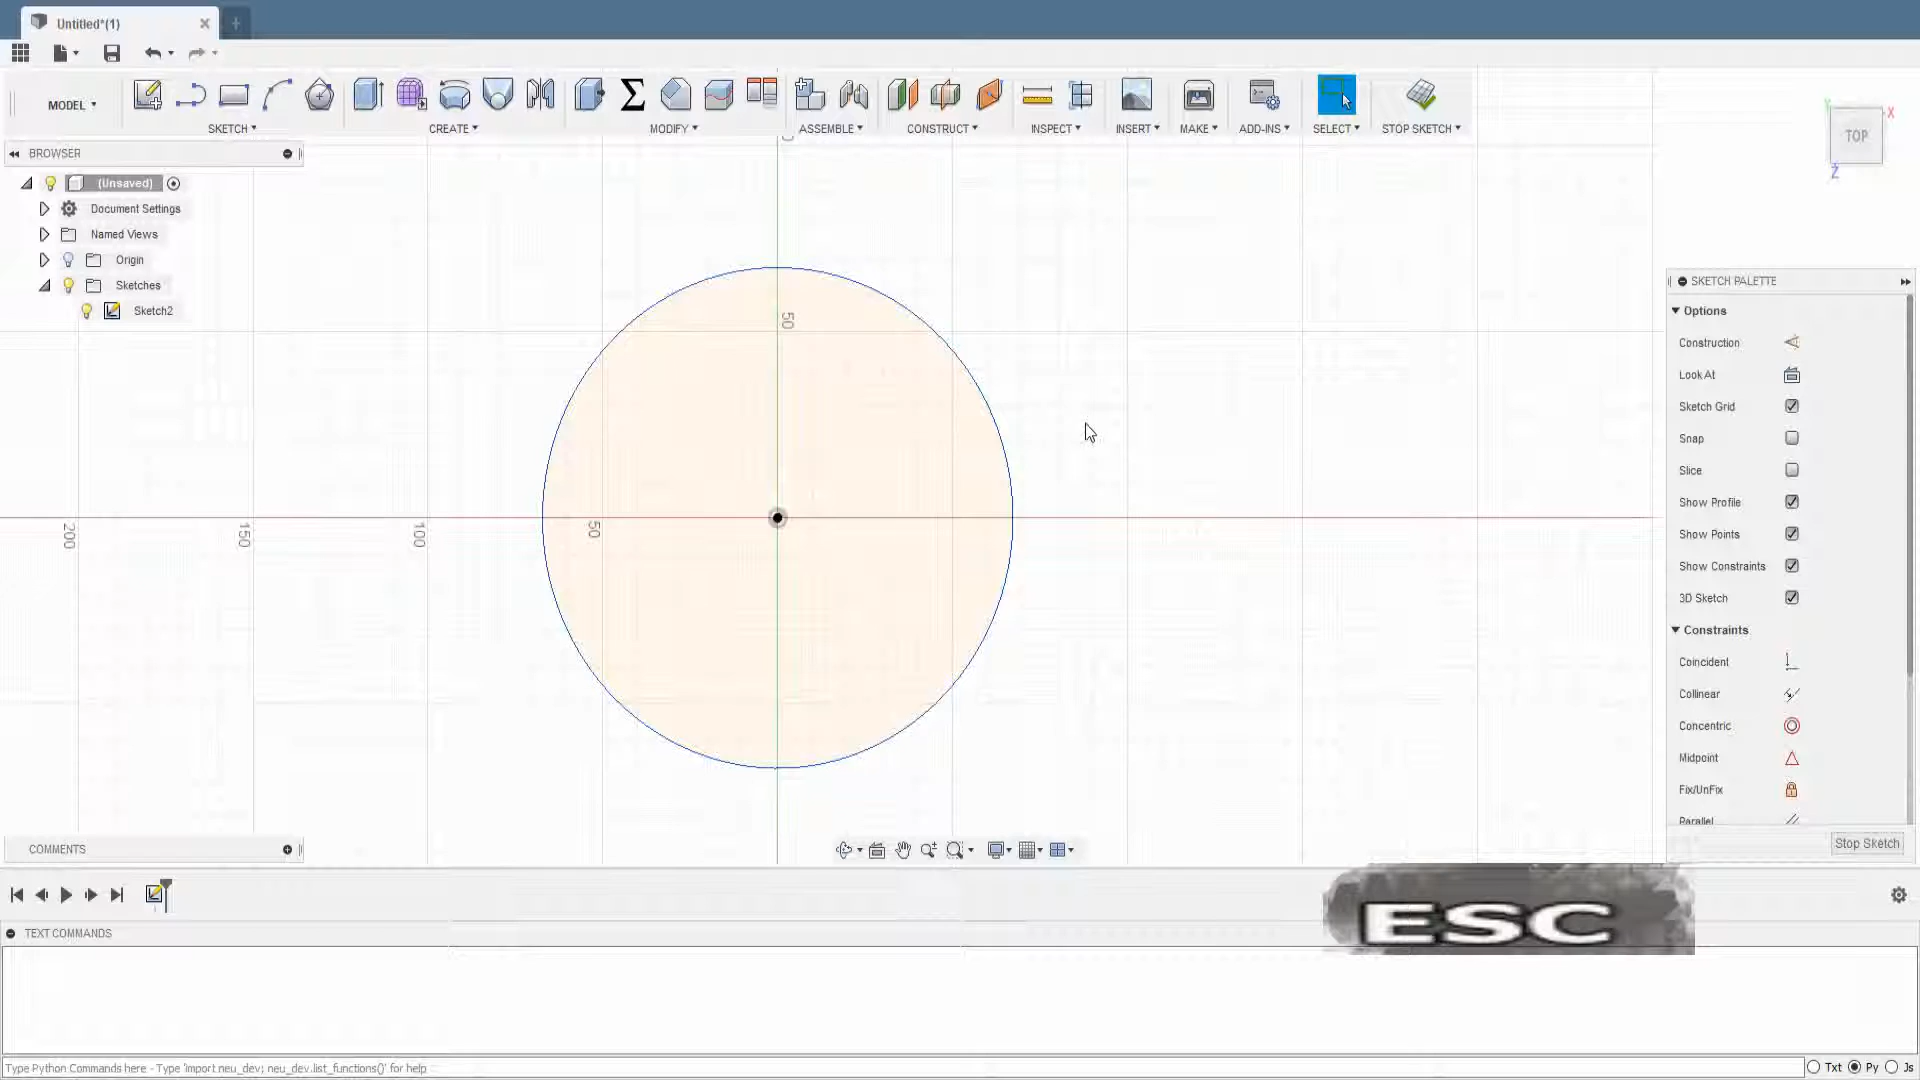 Untitled*(1)
MODEL
SKETCH
CREATE
MODIFY
ASSEMBLE
CONSTRUCT
INSPECT
INSERT
MAKE
ADD-INS
SELECT
STOP SKETCH
TOP
X
Z
BROWSER
(Unsaved)
Document Settings
Named Views
Origin
Sketches
Sketch2
50
200
150
100
50
SKETCH PALETTE
Options
Construction
Look At
Sketch Grid
Snap
Slice
Show Profile
Show Points
Show Constraints
3D Sketch
Constraints
Coincident
Collinear
Concentric
Midpoint
Fix/UnFix
Parallel
Stop Sketch
COMMENTS
ESC
TEXT COMMANDS
Type Python Commands here - Type 'import neu_dev; neu_dev.list_functions()' for help
Txt Py Js